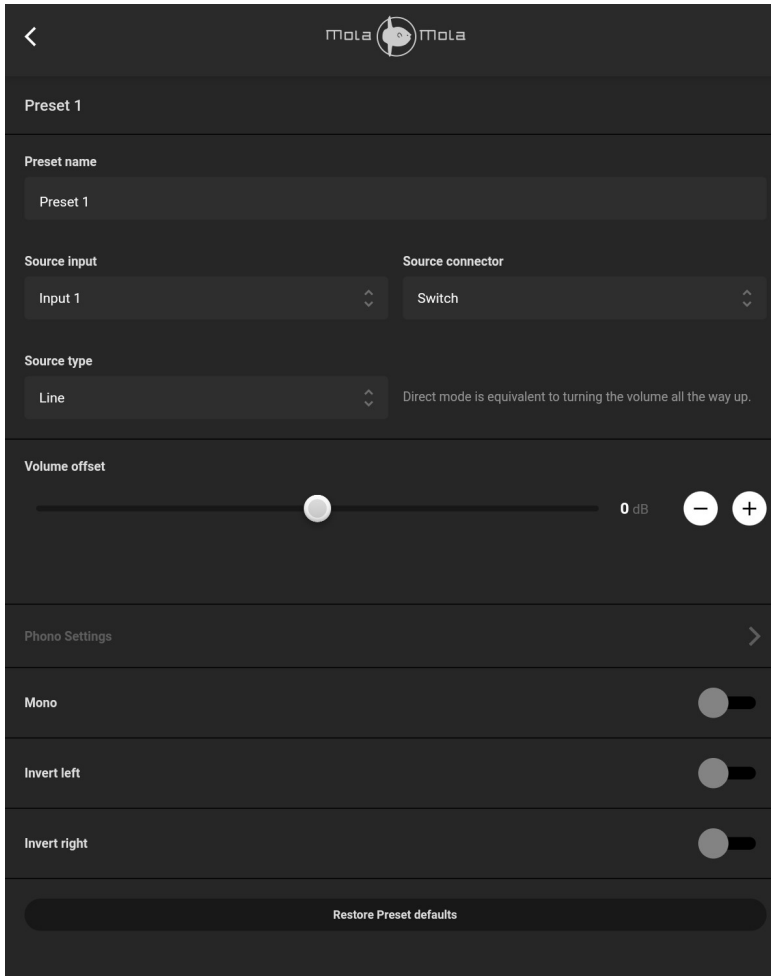 mola mola
Preset 1
Preset name
Preset 1
Source input
Source connector
Input 1
Switch
Source type
Line
Direct mode is equivalent to turning the volume all the way up.
Volume offset
0 dB
Phono Settings
Mono
Invert left
Invert right
Restore Preset defaults